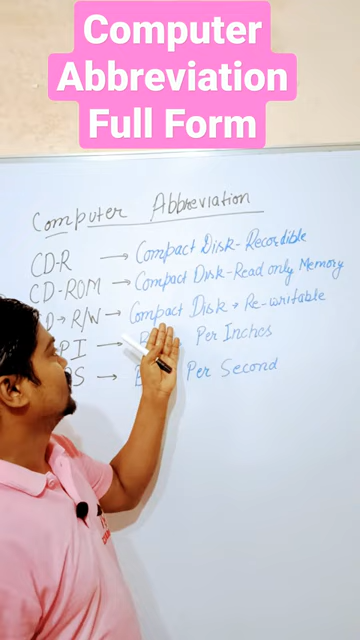 Computer
Abbreviation
Full Form
Computer Abbreviation
CD-R → Compact Disk-Recordible
CD-ROM → Compact Disk-Read only Memory
R/W → Compact Disk → Re-writable
PI → Per Inches
S → Per Second